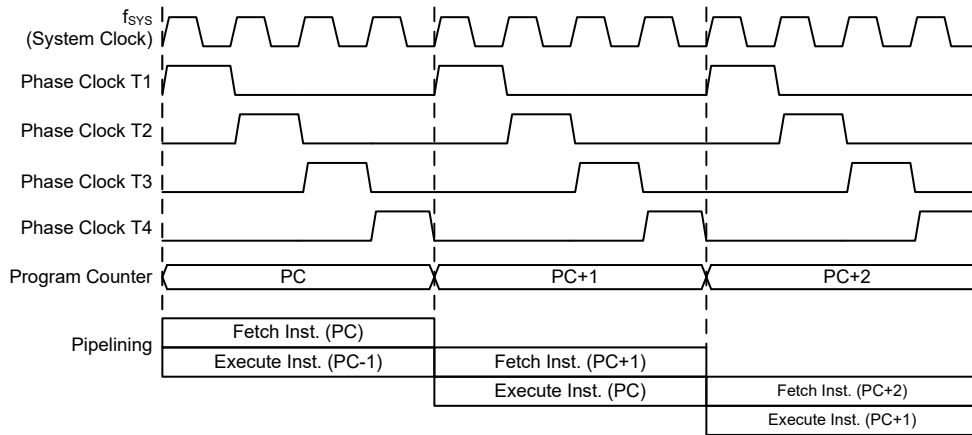 fSYS
(System Clock)
Phase Clock T1
Phase Clock T2
Phase Clock T3
Phase Clock T4
Program Counter PC PC+1 PC+2
Pipelining
Fetch Inst. (PC)
Execute Inst. (PC-1) Fetch Inst. (PC+1)
Execute Inst. (PC) Fetch Inst. (PC+2)
Execute Inst. (PC+1)